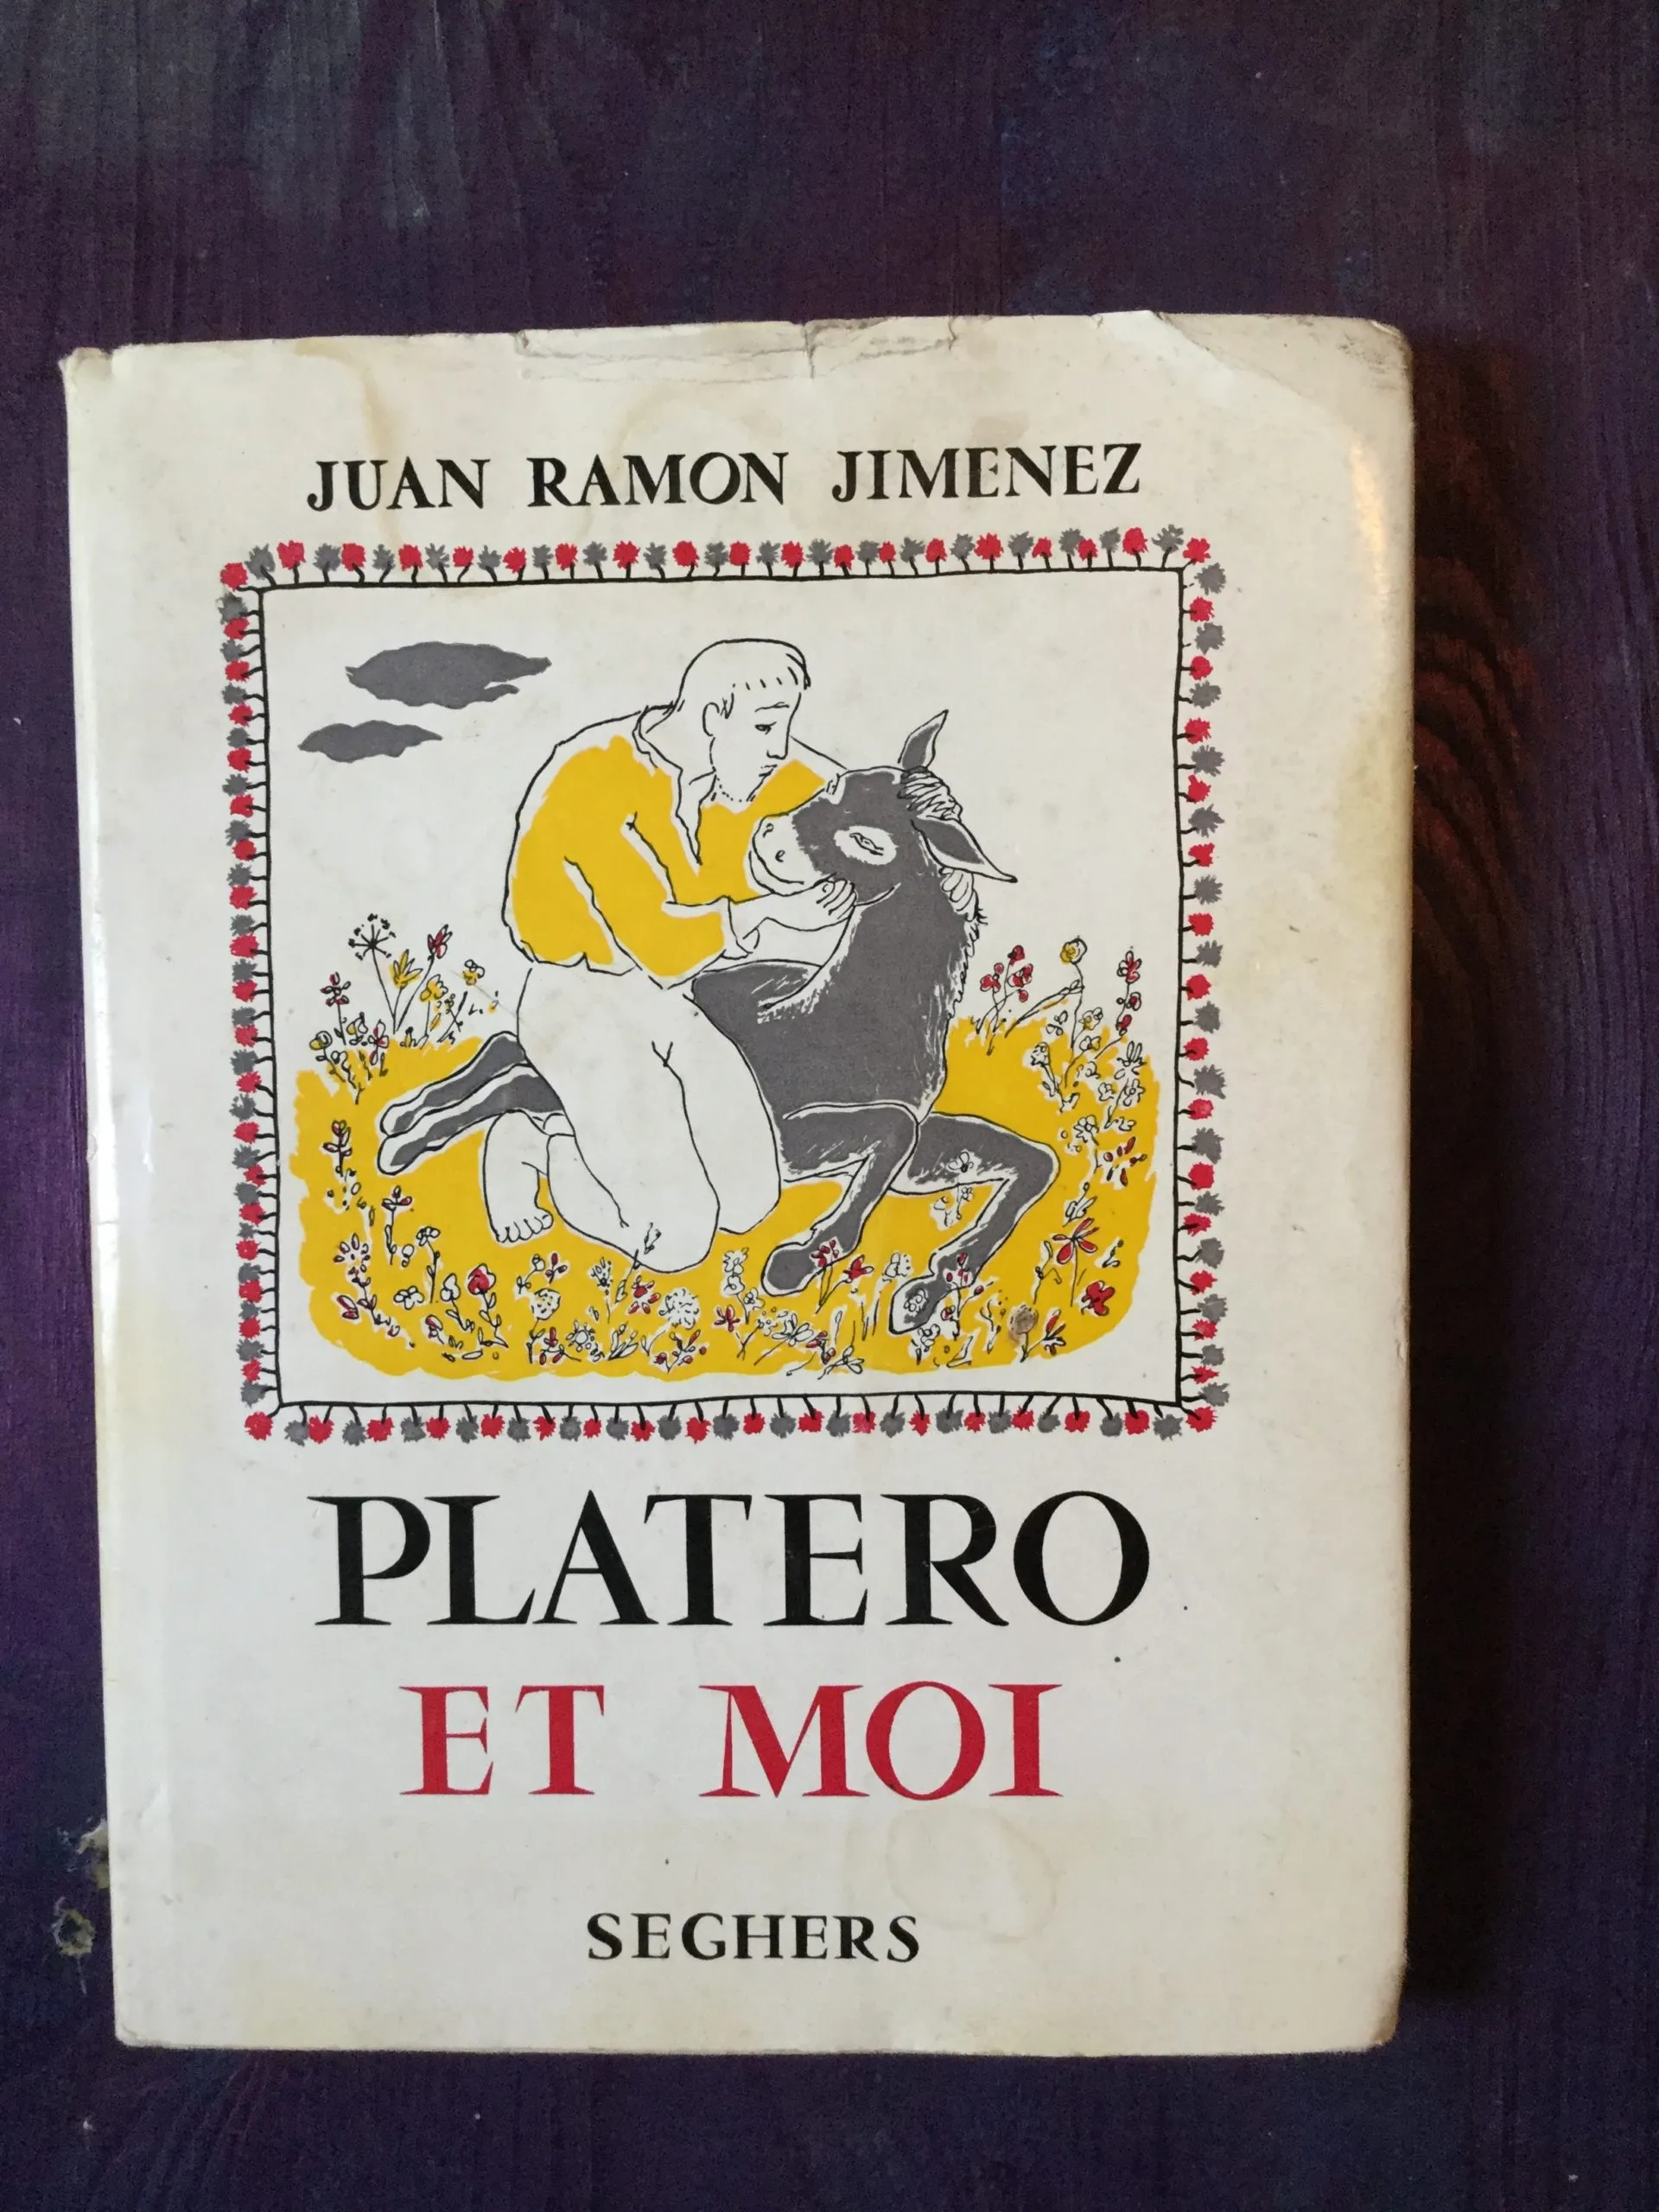 JUAN RAMON JIMENEZ
PLATERO
ET MOI
SEGHERS